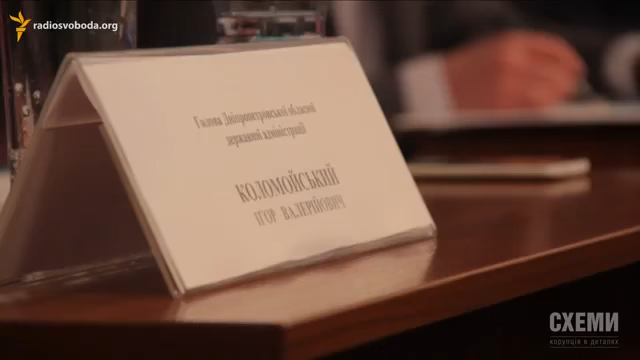 radiosvoboda.org
Голова Дніпропетровської обласної
державної адміністрації
КОЛОМОЙСЬКИЙ
ІГОР ВАЛЕРІЙОВИЧ
СХЕМИ
корупція в деталях